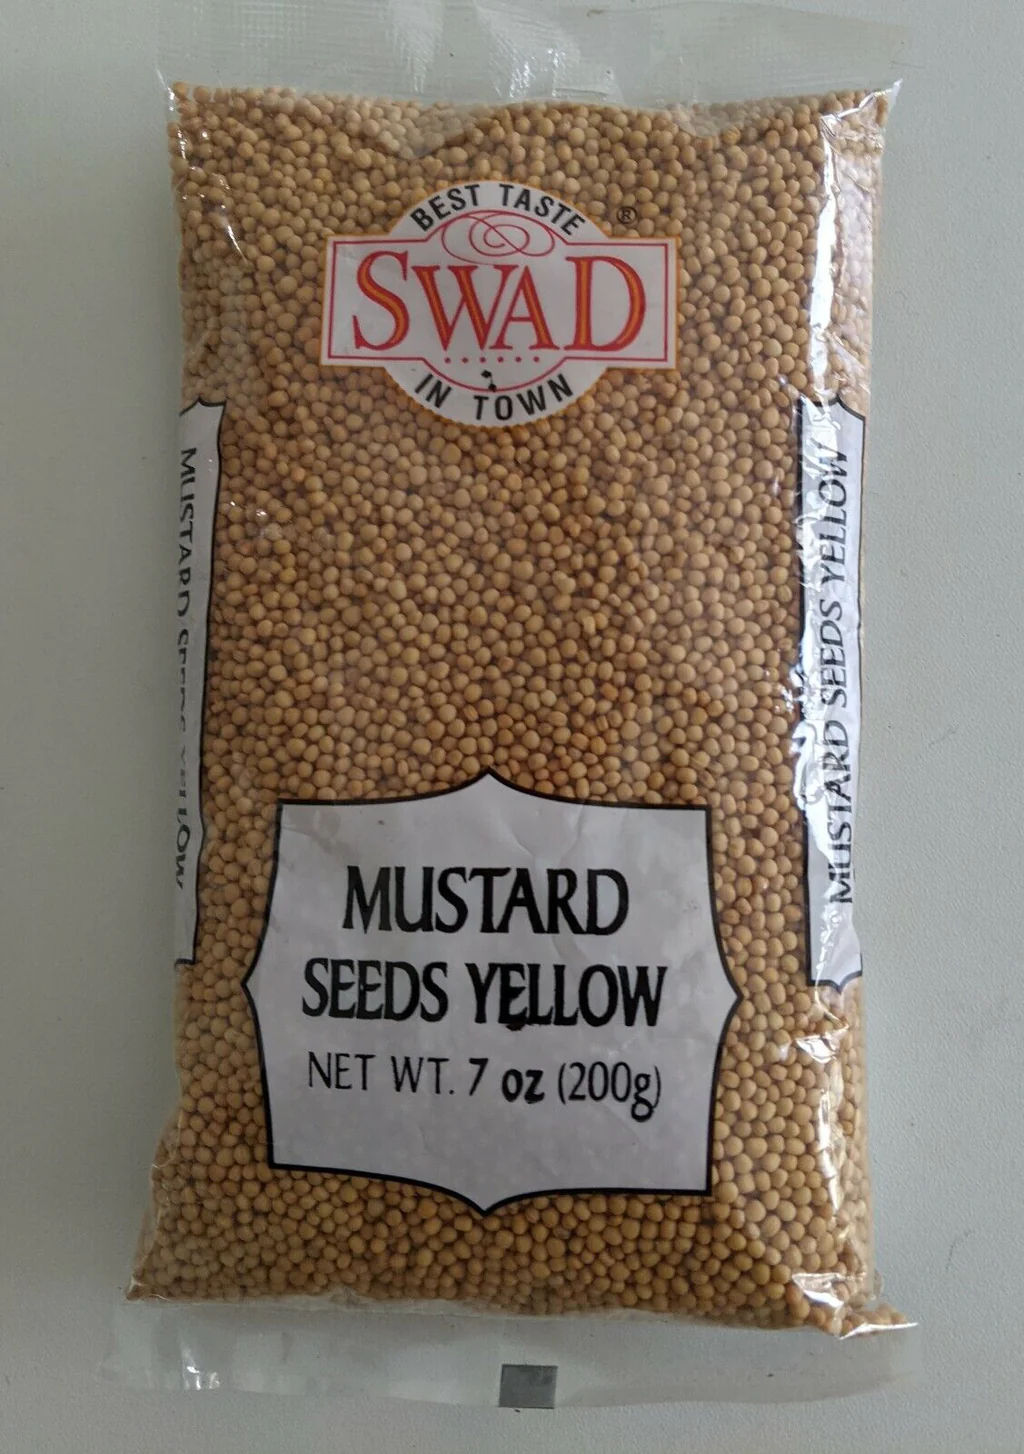 BEST TASTE
®
SWAD
IN TOWN
MUSTARD SEEDS YELLOW
MUSTARD SEEDS YELLOW
MUSTARD
SEEDS YELLOW
NET WT. 7 oz (200g)